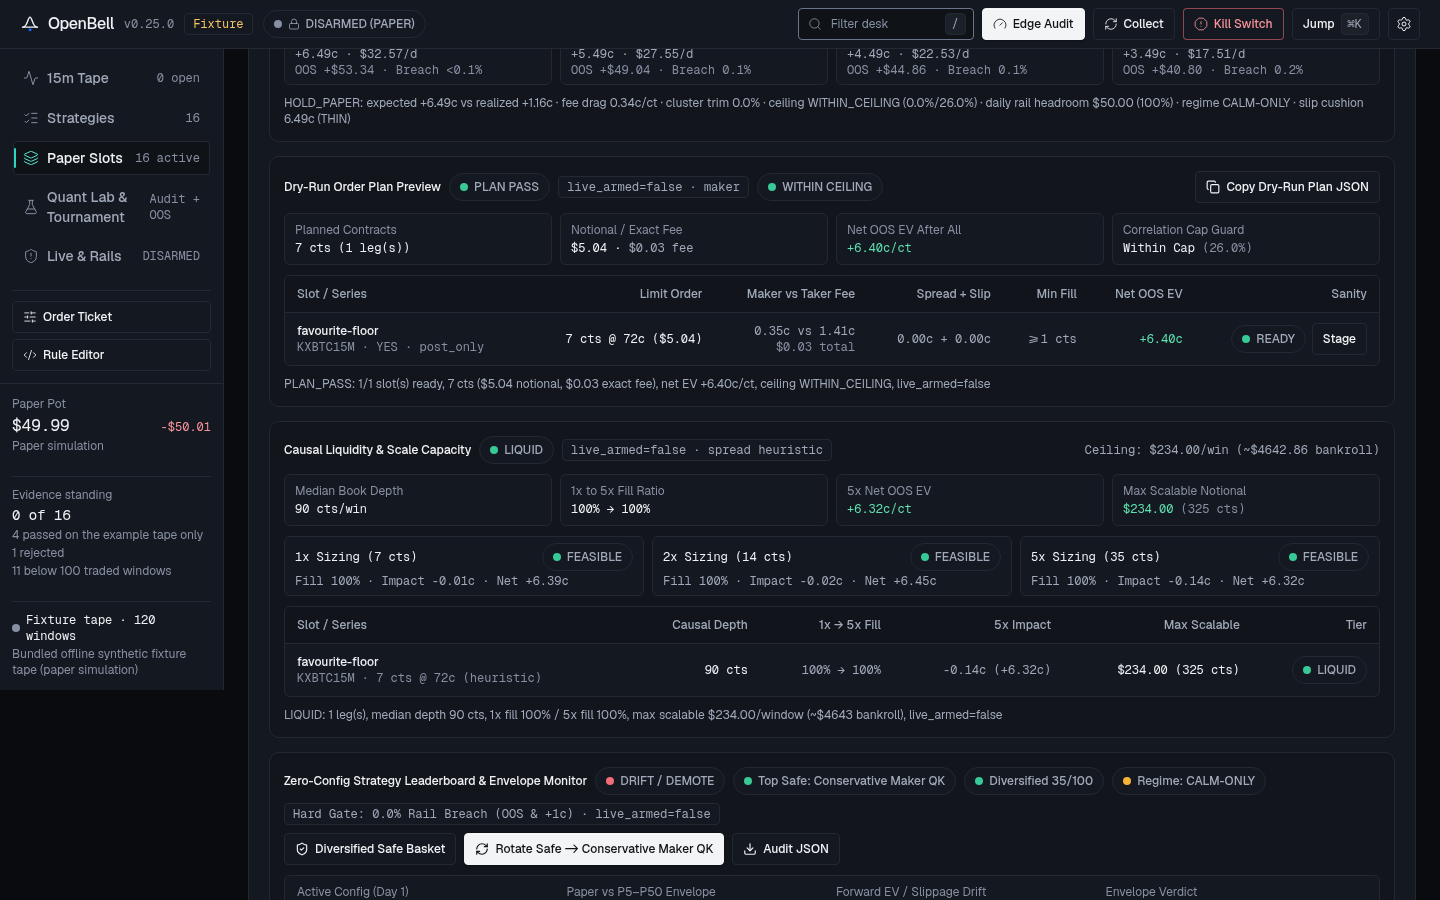 OpenBell v0.25.0 Fixture DISARMED (PAPER) Filter desk / Edge Audit Collect Kill Switch Jump ⌘K
15m Tape 0 open
Strategies 16
Paper Slots 16 active
Quant Lab & Tournament Audit + OOS
Live & Rails DISARMED
Order Ticket
Rule Editor
Paper Pot
$49.99 -$50.01
Paper simulation
Evidence standing
0 of 16
4 passed on the example tape only
1 rejected
11 below 100 traded windows
Fixture tape · 120
windows
Bundled offline synthetic fixture
tape (paper simulation)
+6.49c · $32.57/d +5.49c · $27.55/d +4.49c · $22.53/d +3.49c · $17.51/d
OOS +$53.34 · Breach <0.1% OOS +$49.04 · Breach 0.1% OOS +$44.86 · Breach 0.1% OOS +$40.80 · Breach 0.2%
HOLD_PAPER: expected +6.49c vs realized +1.16c · fee drag 0.34c/ct · cluster trim 0.0% · ceiling WITHIN_CEILING (0.0%/26.0%) · daily rail headroom $50.00 (100%) · regime CALM-ONLY · slip cushion
6.49c (THIN)
Dry-Run Order Plan Preview PLAN PASS live_armed=false · maker WITHIN CEILING Copy Dry-Run Plan JSON
Planned Contracts Notional / Exact Fee Net OOS EV After All Correlation Cap Guard
7 cts (1 leg(s)) $5.04 · $0.03 fee +6.40c/ct Within Cap (26.0%)
Slot / Series Limit Order Maker vs Taker Fee Spread + Slip Min Fill Net OOS EV Sanity
favourite-floor 7 cts @ 72c ($5.04) 0.35c vs 1.41c 0.00c + 0.00c ≥1 cts +6.40c READY Stage
KXBTC15M · YES · post_only $0.03 total
PLAN_PASS: 1/1 slot(s) ready, 7 cts ($5.04 notional, $0.03 exact fee), net EV +6.40c/ct, ceiling WITHIN_CEILING, live_armed=false
Causal Liquidity & Scale Capacity LIQUID live_armed=false · spread heuristic Ceiling: $234.00/win (~$4642.86 bankroll)
Median Book Depth 1x to 5x Fill Ratio 5x Net OOS EV Max Scalable Notional
90 cts/win 100% → 100% +6.32c/ct $234.00 (325 cts)
1x Sizing (7 cts) FEASIBLE 2x Sizing (14 cts) FEASIBLE 5x Sizing (35 cts) FEASIBLE
Fill 100% · Impact -0.01c · Net +6.39c Fill 100% · Impact -0.02c · Net +6.45c Fill 100% · Impact -0.14c · Net +6.32c
Slot / Series Causal Depth 1x → 5x Fill 5x Impact Max Scalable Tier
favourite-floor 90 cts 100% → 100% -0.14c (+6.32c) $234.00 (325 cts) LIQUID
KXBTC15M · 7 cts @ 72c (heuristic)
LIQUID: 1 leg(s), median depth 90 cts, 1x fill 100% / 5x fill 100%, max scalable $234.00/window (~$4643 bankroll), live_armed=false
Zero-Config Strategy Leaderboard & Envelope Monitor DRIFT / DEMOTE Top Safe: Conservative Maker QK Diversified 35/100 Regime: CALM-ONLY
Hard Gate: 0.0% Rail Breach (OOS & +1c) · live_armed=false
Diversified Safe Basket Rotate Safe → Conservative Maker QK Audit JSON
Active Config (Day 1) Paper vs P5–P50 Envelope Forward EV / Slippage Drift Envelope Verdict